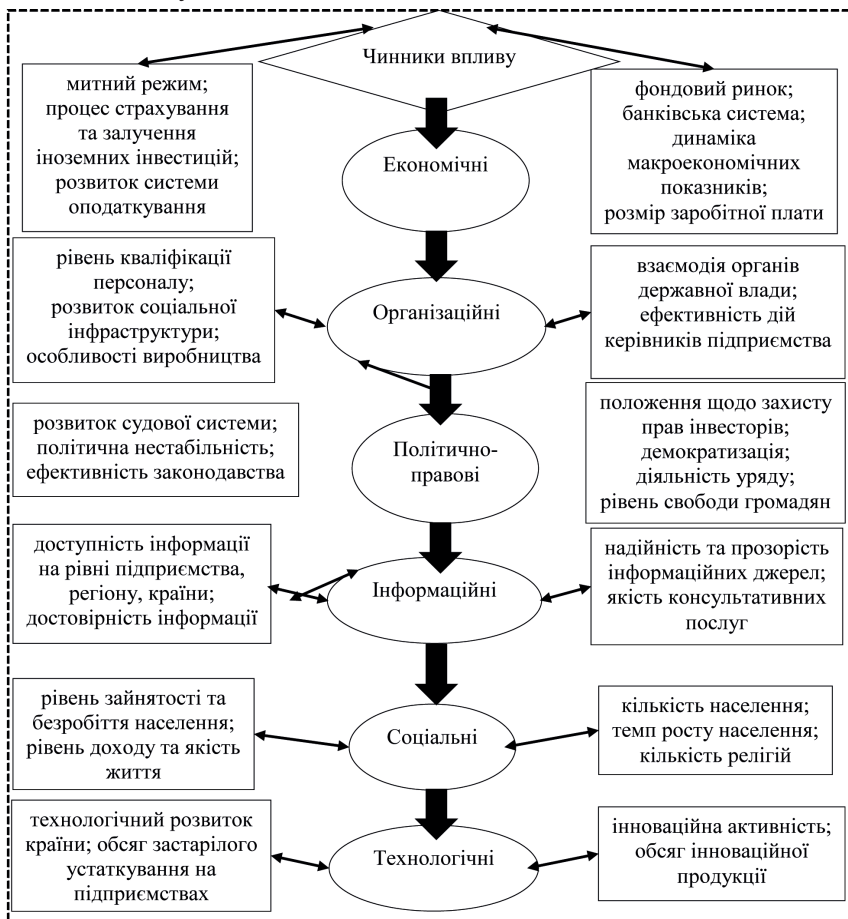 Чинники впливу
митний режим;
процес страхування
та залучення
іноземних інвестицій;
розвиток системи
оподаткування
Економічні
фондовий ринок;
банківська система;
динаміка
макроекономічних
показників;
розмір заробітної плати
рівень кваліфікації
персоналу;
розвиток соціальної
інфраструктури;
особливості виробництва
Організаційні
взаємодія органів
державної влади;
ефективність дій
керівників підприємства
розвиток судової системи;
політична нестабільність;
ефективність законодавства
Політично-
правові
положення щодо захисту
прав інвесторів;
демократизація;
діяльність уряду;
рівень свободи громадян
доступність інформації
на рівні підприємства,
регіону, країни;
достовірність інформації
Інформаційні
надійність та прозорість
інформаційних джерел;
якість консультативних
послуг
рівень зайнятості та
безробіття населення;
рівень доходу та якість
життя
Соціальні
кількість населення;
темп росту населення;
кількість релігій
технологічний розвиток
країни; обсяг застарілого
устаткування на
підприємствах
Технологічні
інноваційна активність;
обсяг інноваційної
продукції